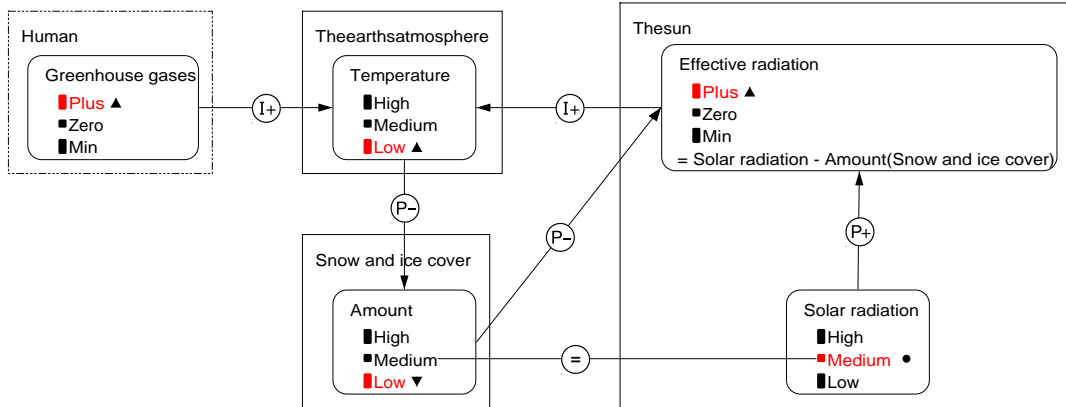 Human
Greenhouse gases
Plus
Zero
Min
I+
Theearthsatmosphere
Temperature
High
Medium
Low
I+
Thesun
Effective radiation
Plus
Zero
Min
= Solar radiation - Amount(Snow and ice cover)
P-
P-
P+
Snow and ice cover
Amount
High
Medium
Low
=
Solar radiation
High
Medium
Low